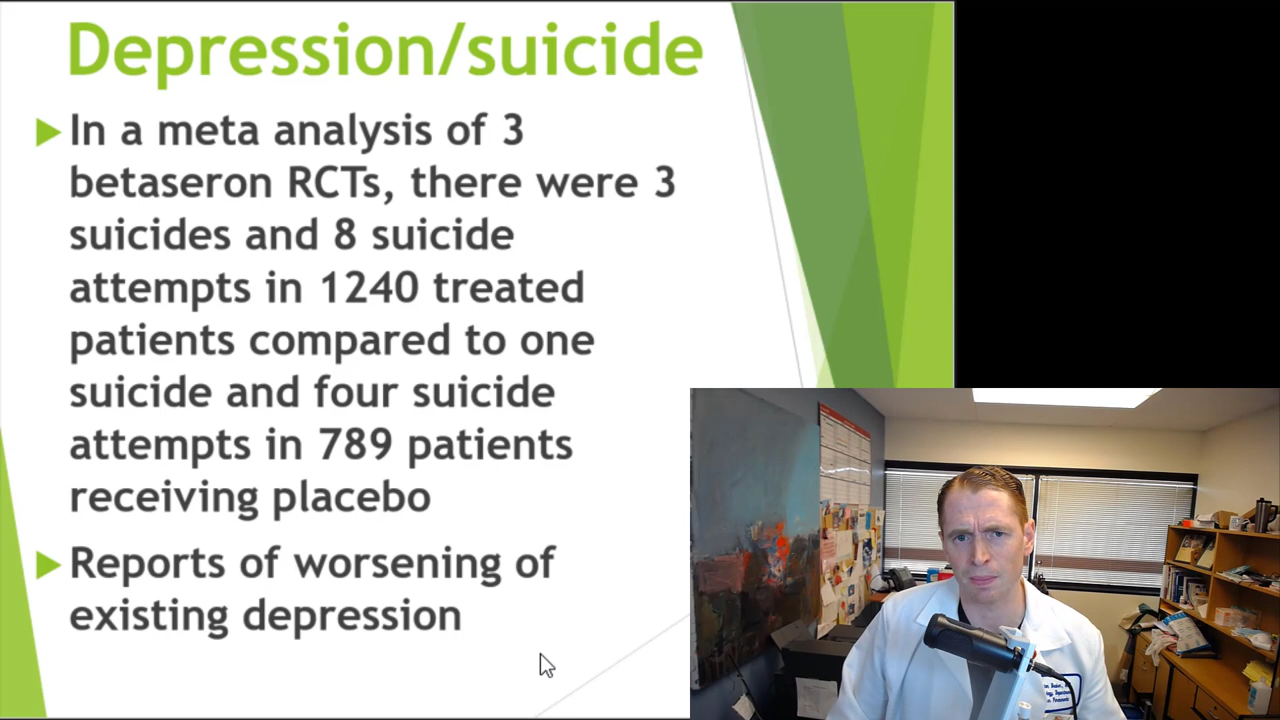 Depression/suicide
In a meta analysis of 3
betaseron RCTs, there were 3
suicides and 8 suicide
attempts in 1240 treated
patients compared to one
suicide and four suicide
attempts in 789 patients
receiving placebo
Reports of worsening of
existing depression